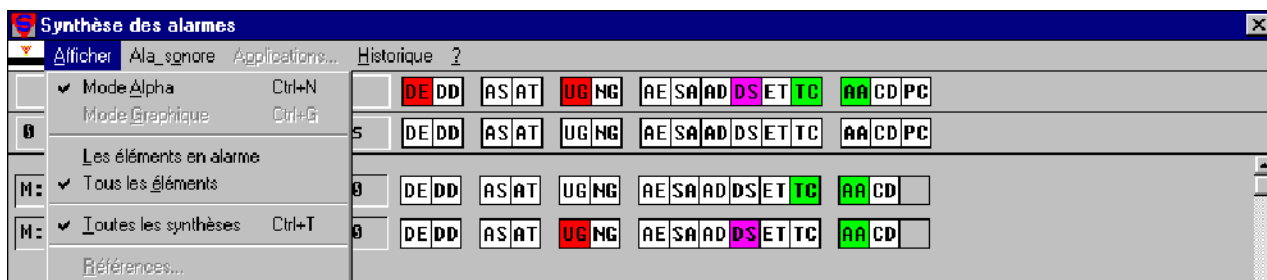 Synthèse des alarmes
Afficher Ala_sonore Applications... Historique ?
Mode Alpha Ctrl+N DE DD AS AT UG NG AE SA AD DS ET TC AA CD PC
Mode Graphique Ctrl+G
0 s DE DD AS AT UG NG AE SA AD DS ET TC AA CD PC
Les éléments en alarme
M: Tous les éléments 0 DE DD AS AT UG NG AE SA AD DS ET TC AA CD
M: Toutes les synthèses Ctrl+T 0 DE DD AS AT UG NG AE SA AD DS ET TC AA CD
Références...